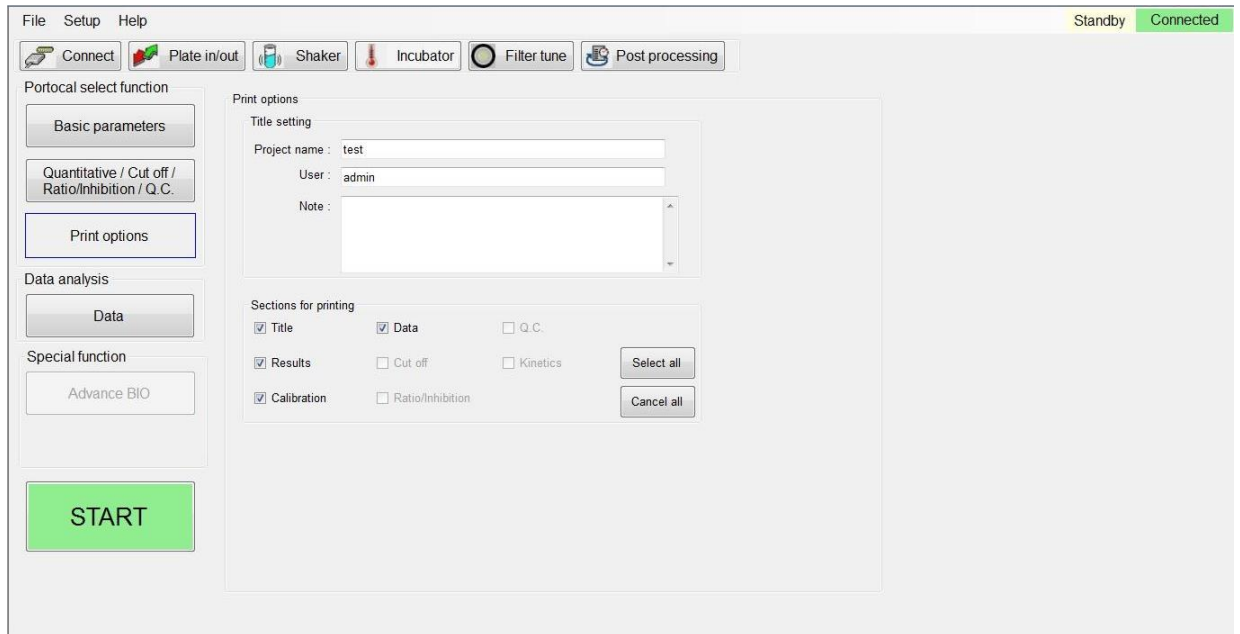 File Setup Help Standby Connected
Connect Plate in/out Shaker Incubator Filter tune Post processing
Portocal select function
Basic parameters
Quantitative / Cut off /
Ratio/Inhibition / Q.C.
Print options
Data analysis
Data
Special function
Advance BIO
START
Print options
Title setting
Project name : test
User : admin
Note :
Sections for printing
Title Data Q.C.
Results Cut off Kinetics Select all
Calibration Ratio/Inhibition Cancel all